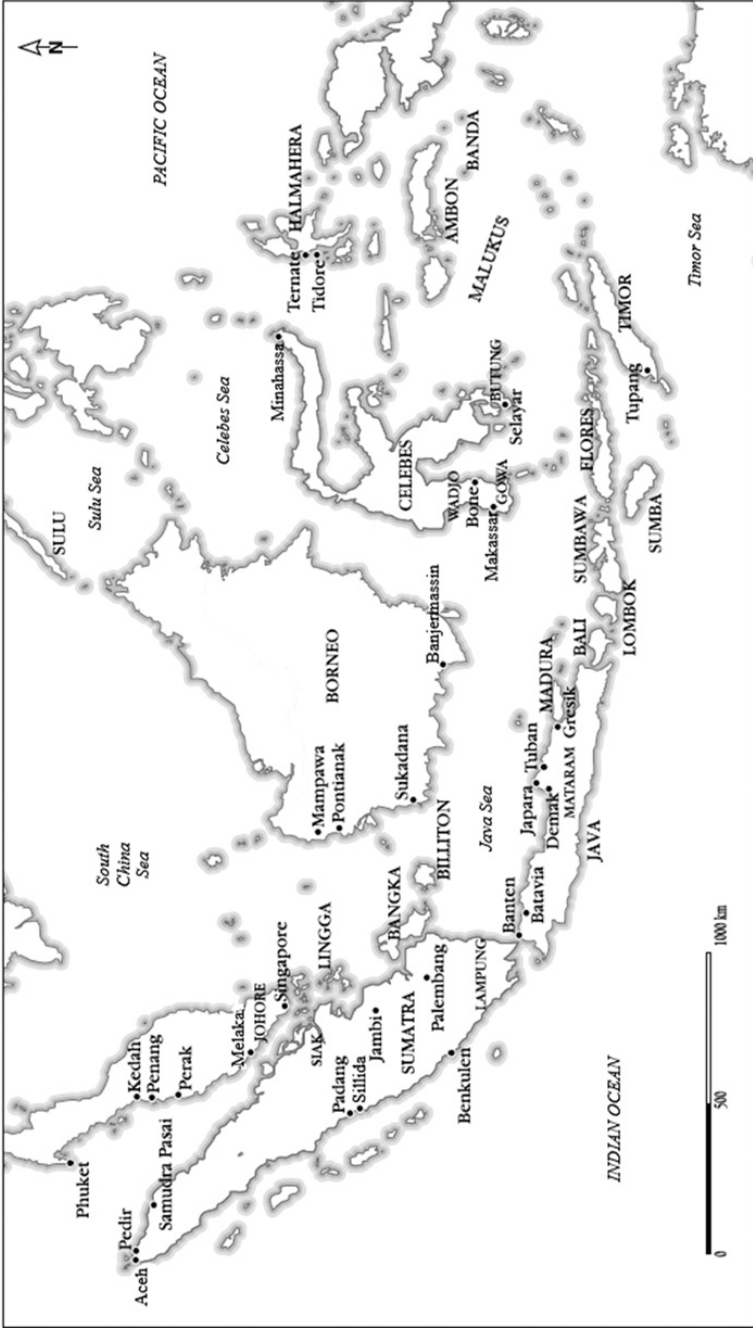 N
PACIFIC OCEAN
South
China
Sea
SULU
Sulu Sea
Celebes Sea
Phuket
Kedah
Penang
Perak
Pedir
Aceh
Samudra Pasai
Melaka
JOHORE
Singapore
LINGGA
SIAK
Padang
Sillida
Jambi
SUMATRA
Palembang
BANGKA
BILLITON
LAMPUNG
Benkulen
Mampawa
Pontianak
BORNEO
Sukadana
Banjermassin
Minahassa
Ternate
Tidore
HALMAHERA
CELEBES
WADJO
Bone
GOWA
Makassar
BUTUNG
Selayar
AMBON
BANDA
MALUKUS
Java Sea
Banten
Batavia
Japara
Tuban
Demak
MADURA
Gresik
MATARAM
JAVA
BALI
LOMBOK
SUMBAWA
FLORES
SUMBA
TIMOR
Tupang
Timor Sea
INDIAN OCEAN
0
500
1000 km